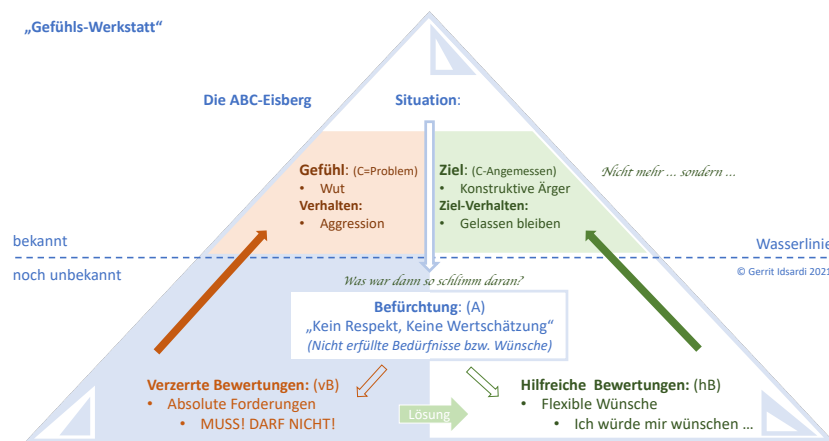 „Gefühls-Werkstatt“
Die ABC-Eisberg
Situation:
Gefühl: (C=Problem)
• Wut
Verhalten:
• Aggression
Ziel: (C-Angemessen)
• Konstruktive Ärger
Ziel-Verhalten:
• Gelassen bleiben
Nicht mehr ... sondern ...
bekannt
Wasserlinie
noch unbekannt
© Gerrit Idsardi 2021
Was war dann so schlimm daran?
Befürchtung: (A)
„Kein Respekt, Keine Wertschätzung“
(Nicht erfüllte Bedürfnisse bzw. Wünsche)
Verzerrte Bewertungen: (vB)
• Absolute Forderungen
• MUSS! DARF NICHT!
Lösung
Hilfreiche Bewertungen: (hB)
• Flexible Wünsche
• Ich würde mir wünschen ...